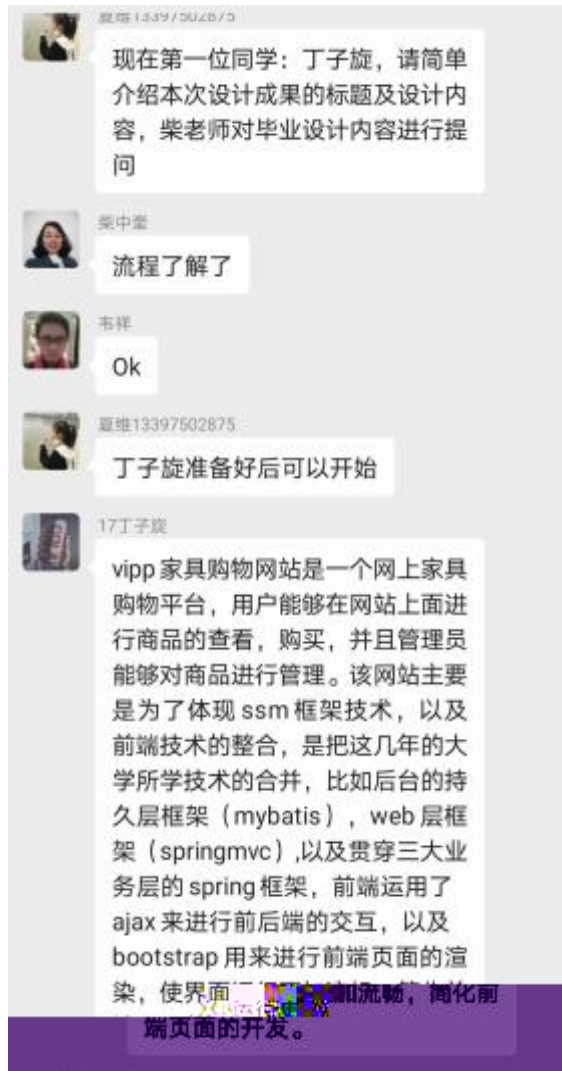 夏维13397502875
现在第一位同学：丁子旋，请简单
介绍本次设计成果的标题及设计内
容，柴老师对毕业设计内容进行提
问
柴中奎
流程了解了
韦祥
Ok
夏维13397502875
丁子旋准备好后可以开始
17丁子旋
vipp 家具购物网站是一个网上家具
购物平台，用户能够在网站上面进
行商品的查看，购买，并且管理员
能够对商品进行管理。该网站主要
是为了体现 ssm 框架技术，以及
前端技术的整合，是把这几年的大
学所学技术的合并，比如后台的持
久层框架（mybatis），web 层框
架（springmvc）,以及贯穿三大业
务层的 spring 框架，前端运用了
ajax 来进行前后端的交互，以及
bootstrap 用来进行前端页面的渲
染，使界面 加流畅，简化前
端页面的开发。